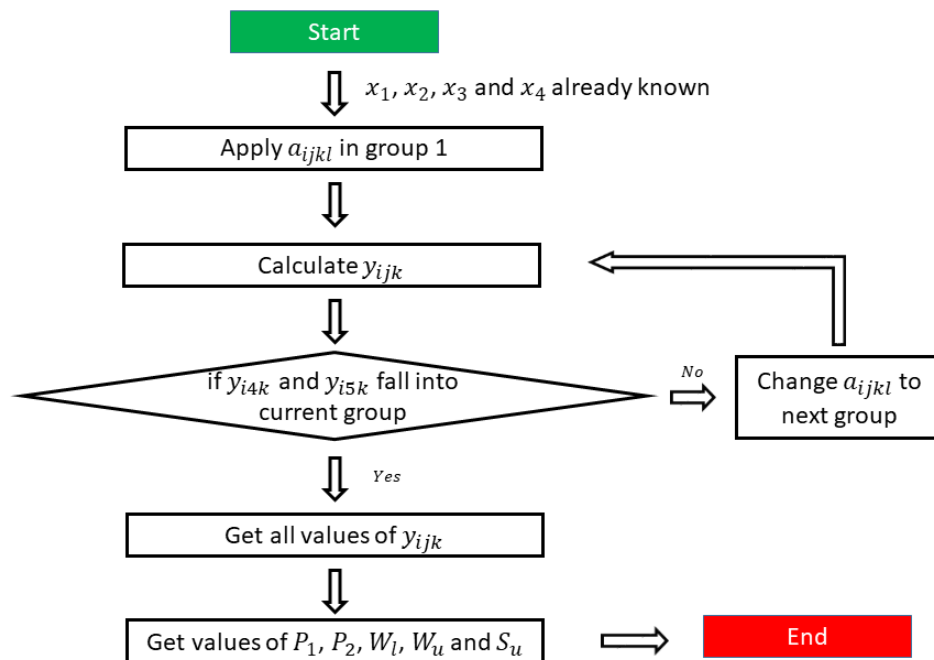 Start
x₁, x₂, x₃ and x₄ already known
Apply aᵢⱼₖₗ in group 1
Calculate yᵢⱼₖ
if yᵢ₄ₖ and yᵢ₅ₖ fall into
current group
No
Change aᵢⱼₖₗ to
next group
Yes
Get all values of yᵢⱼₖ
Get values of P₁, P₂, Wₗ, Wᵤ and Sᵤ
End